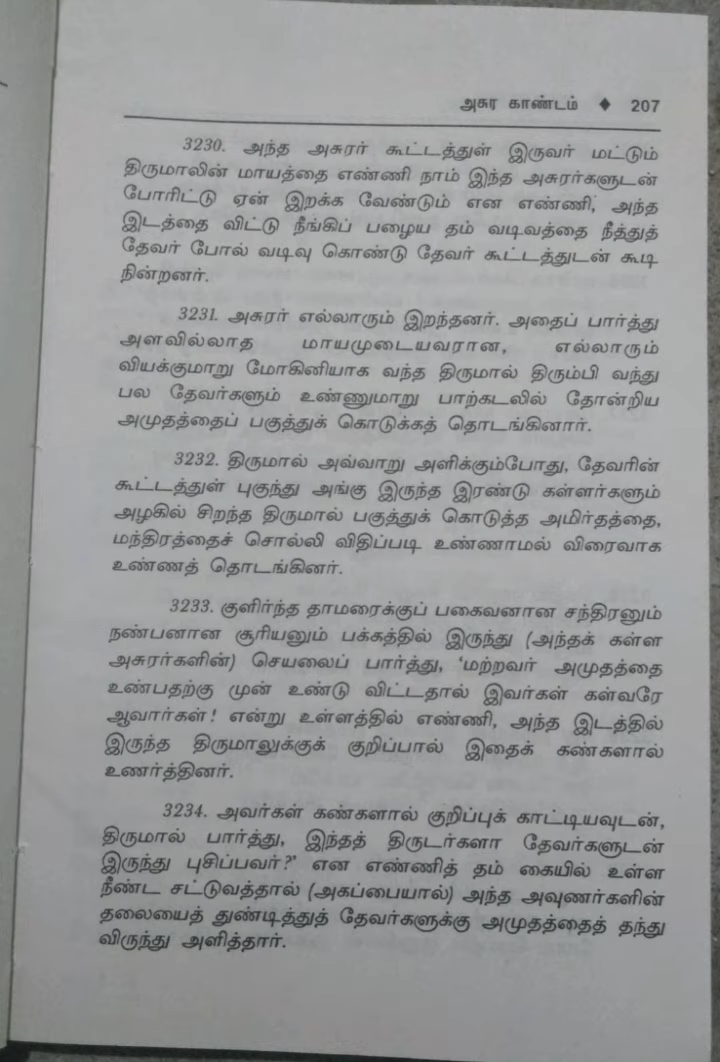 அசுர காண்டம் ◆ 207
3230. அந்த அசுரர் கூட்டத்துள் இருவர் மட்டும்
திருமாலின் மாயத்தை எண்ணி நாம் இந்த அசுரர்களுடன்
போரிட்டு ஏன் இறக்க வேண்டும் என எண்ணி, அந்த
இடத்தை விட்டு நீங்கிப் பழைய தம் வடிவத்தை நீத்துத்
தேவர் போல் வடிவு கொண்டு தேவர் கூட்டத்துடன் கூடி
நின்றனர்.
3231. அசுரர் எல்லாரும் இறந்தனர். அதைப் பார்த்து
அளவில்லாத மாயமுடையவரான, எல்லாரும்
வியக்குமாறு மோகினியாக வந்த திருமால் திரும்பி வந்து
பல தேவர்களும் உண்ணுமாறு பாற்கடலில் தோன்றிய
அமுதத்தைப் பகுத்துக் கொடுக்கத் தொடங்கினார்.
3232. திருமால் அவ்வாறு அளிக்கும்போது, தேவரின்
கூட்டத்துள் புகுந்து அங்கு இருந்த இரண்டு கள்ளர்களும்
அழகில் சிறந்த திருமால் பகுத்துக் கொடுத்த அமிர்தத்தை,
மந்திரத்தைச் சொல்லி விதிப்படி உண்ணாமல் விரைவாக
உண்ணத் தொடங்கினர்.
3233. குளிர்ந்த தாமரைக்குப் பகைவனான சந்திரனும்
நண்பனான சூரியனும் பக்கத்தில் இருந்து (அந்தக் கள்ள
அசுரர்களின்) செயலைப் பார்த்து, ‘மற்றவர் அமுதத்தை
உண்பதற்கு முன் உண்டு விட்டதால் இவர்கள் கள்வரே
ஆவார்கள்! என்று உள்ளத்தில் எண்ணி, அந்த இடத்தில்
இருந்த திருமாலுக்குக் குறிப்பால் இதைக் கண்களால்
உணர்த்தினர்.
3234. அவர்கள் கண்களால் குறிப்புக் காட்டியவுடன்,
திருமால் பார்த்து, இந்தத் திருடர்களா தேவர்களுடன்
இருந்து புசிப்பவர்?’ என எண்ணித் தம் கையில் உள்ள
நீண்ட சட்டுவத்தால் (அகப்பையால்) அந்த அவுணர்களின்
தலையைத் துண்டித்துத் தேவர்களுக்கு அமுதத்தைத் தந்து
விருந்து அளித்தார்.